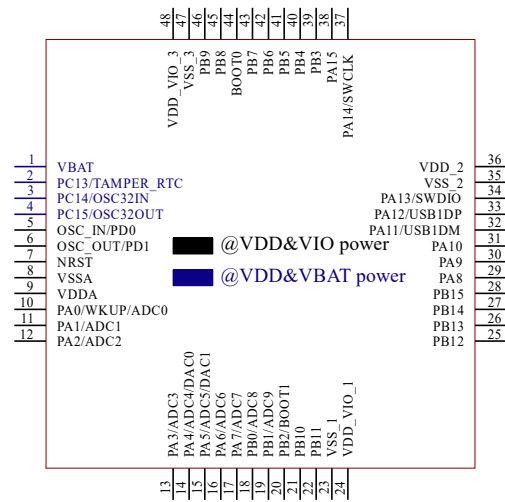 48
47
46
45
44
43
42
41
40
39
38
37
VDD_VIO_3
VSS_3
PB9
PB8
BOOT0
PB7
PB6
PB5
PB4
PB3
PA15
PA14/SWCLK
1 VBAT
2 PC13/TAMPER_RTC
3 PC14/OSC32IN
4 PC15/OSC32OUT
5 OSC_IN/PD0
6 OSC_OUT/PD1
7 NRST
8 VSSA
9 VDDA
10 PA0/WKUP/ADC0
11 PA1/ADC1
12 PA2/ADC2
@VDD&VIO power
@VDD&VBAT power
VDD_2 36
VSS_2 35
PA13/SWDIO 34
PA12/USB1DP 33
PA11/USB1DM 32
PA10 31
PA9 30
PA8 29
PB15 28
PB14 27
PB13 26
PB12 25
PA3/ADC3
PA4/ADC4/DAC0
PA5/ADC5/DAC1
PA6/ADC6
PA7/ADC7
PB0/ADC8
PB1/ADC9
PB2/BOOT1
PB10
PB11
VSS_1
VDD_VIO_1
13
14
15
16
17
18
19
20
21
22
23
24